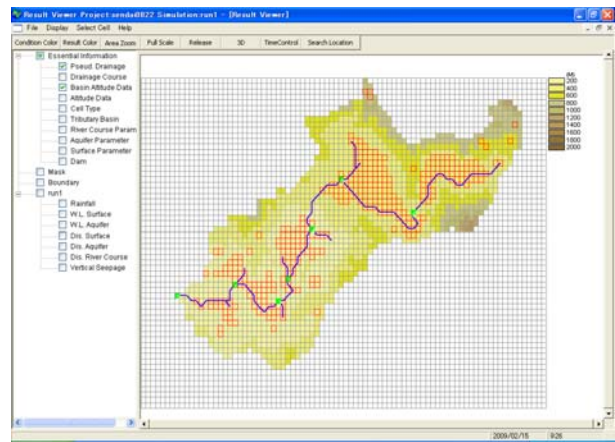 Result Viewer Project:sendai0822 Simulation:run1 - [Result Viewer]
File Display Select Cell Help
Condition Color Result Color Area Zoom Full Scale Release 3D TimeControl Search Location
Essential Information
Pseud. Drainage
Drainage Course
Basin Altitude Data
Altitude Data
Cell Type
Tributary Basin
River Course Param
Aquifer Parameter
Surface Parameter
Dam
Mask
Boundary
run1
Rainfall
W.L. Surface
W.L. Aquifer
Dis. Surface
Dis. Aquifer
Dis. River Course
Vertical Seepage
(M)
200
400
600
800
1000
1200
1400
1600
1800
2000
2009/02/15 9:26